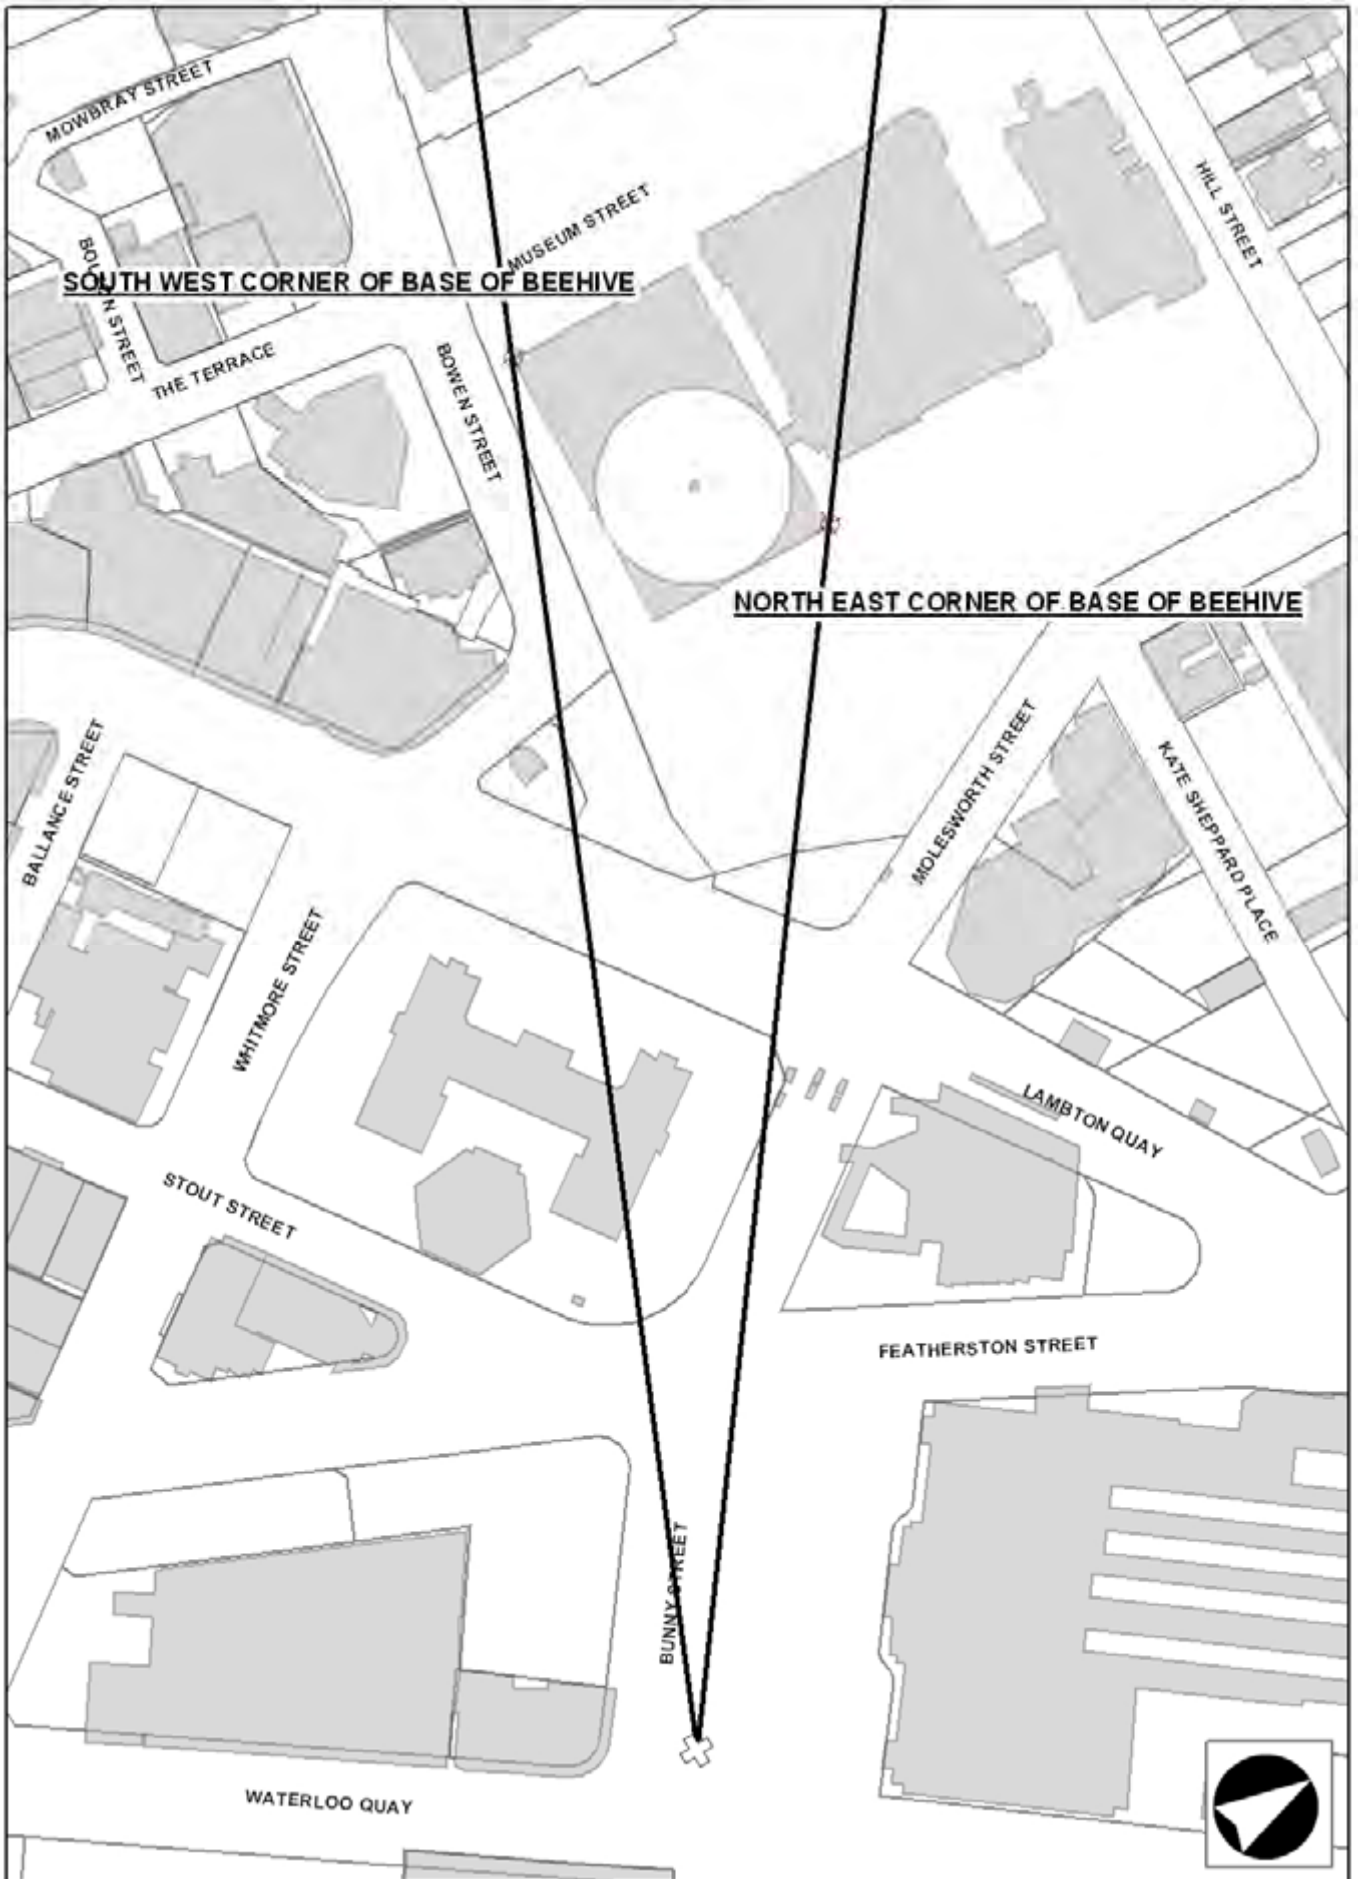 MOWBRAY STREET
HILL STREET
MUSEUM STREET
SOUTH WEST CORNER OF BASE OF BEEHIVE
STREET
THE TERRACE
BOWEN STREET
NORTH EAST CORNER OF BASE OF BEEHIVE
BALLANCE STREET
MOLESWORTH STREET
KATE SHEPPARD PLACE
WHITMORE STREET
LAMBTON QUAY
STOUT STREET
FEATHERSTON STREET
BUNNY STREET
WATERLOO QUAY